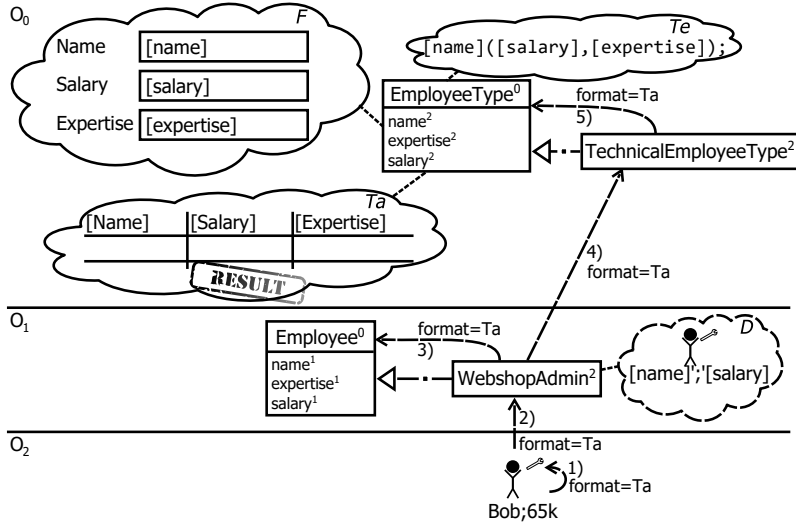 O0
F
Name [name]
Salary [salary]
Expertise [expertise]
Te
[name]([salary],[expertise]);
EmployeeType0
name2
expertise2
salary2
format=Ta
5)
TechnicalEmployeeType2
Ta
[Name] [Salary] [Expertise]
RESULT
4)
format=Ta
O1
Employee0
name1
expertise1
salary1
format=Ta
3)
WebshopAdmin2
D
[name]';'[salary]
2)
O2
format=Ta
1)
format=Ta
Bob;65k